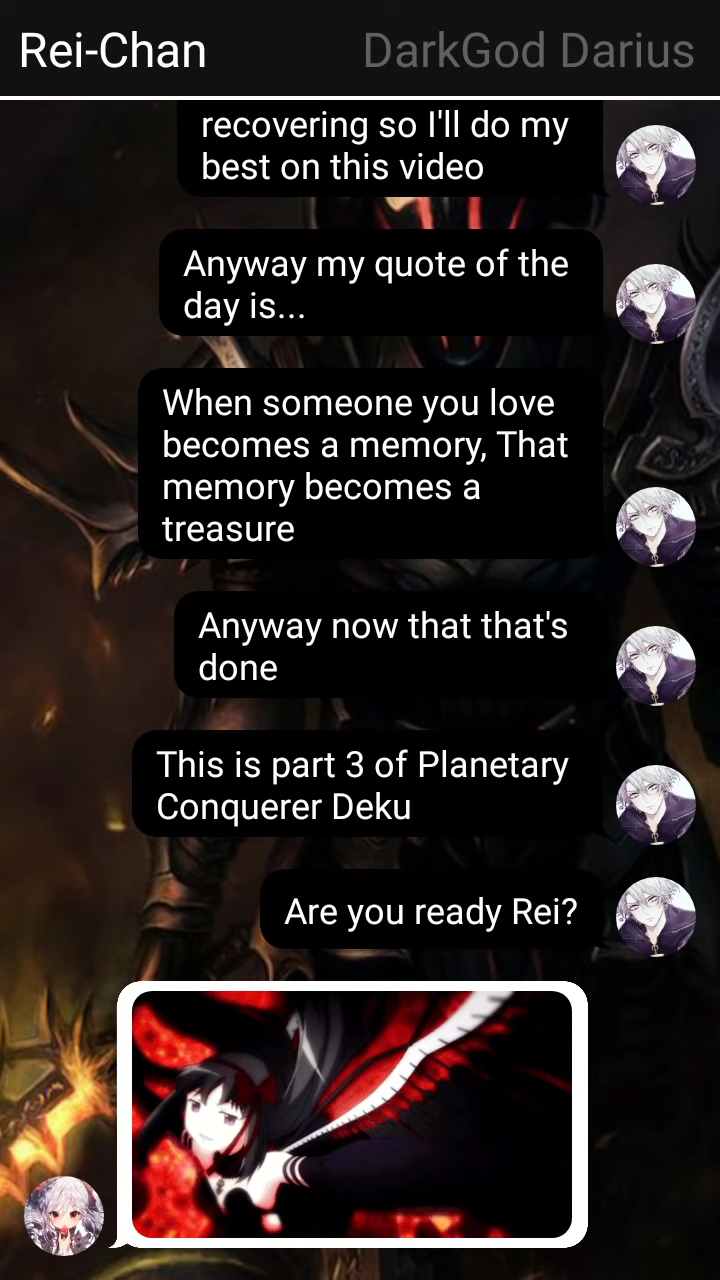 Rei-Chan
DarkGod Darius
recovering so I'll do my
best on this video
Anyway my quote of the
day is...
When someone you love
becomes a memory, That
memory becomes a
treasure
Anyway now that that's
done
This is part 3 of Planetary
Conquerer Deku
Are you ready Rei?